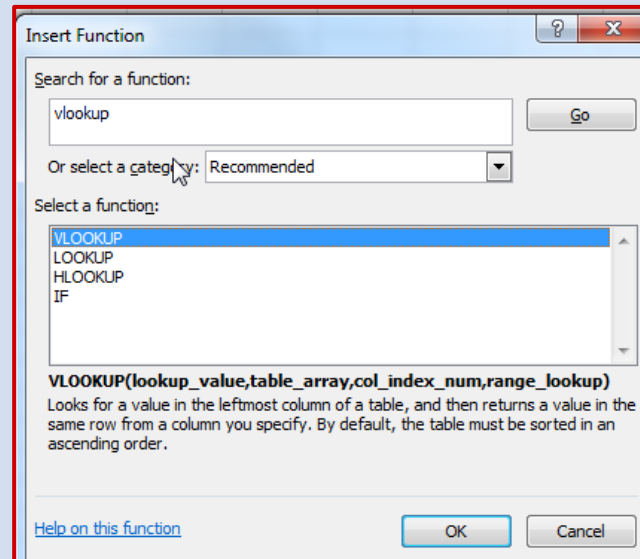 Insert Function
Search for a function:
vlookup
Go
Or select a category: Recommended
Select a function:
VLOOKUP
LOOKUP
HLOOKUP
IF
VLOOKUP(lookup_value,table_array,col_index_num,range_lookup)
Looks for a value in the leftmost column of a table, and then returns a value in the
same row from a column you specify. By default, the table must be sorted in an
ascending order.
Help on this function
OK
Cancel